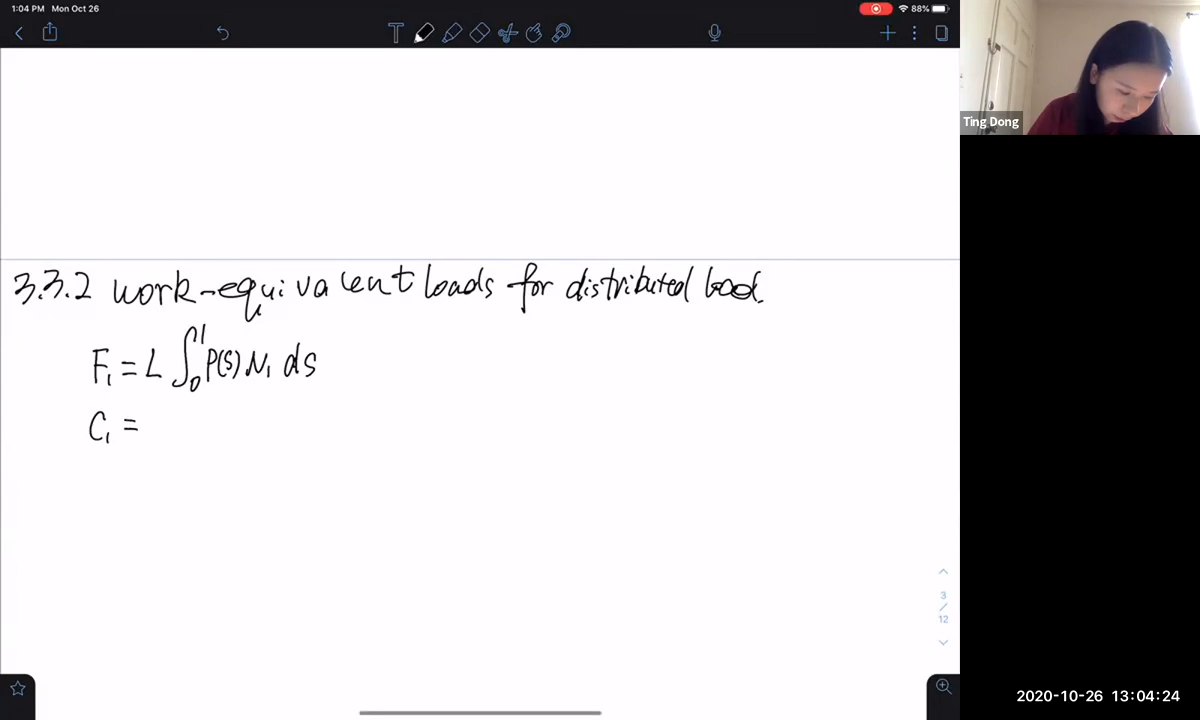 1:04 PM Mon Oct 26
88%
Ting Dong
3.3.2 work-equivalent loads for distributed load.
F₁ = L ∫₀¹ P(s) N₁ ds
C₁ =
3
/
12
2020-10-26 13:04:24